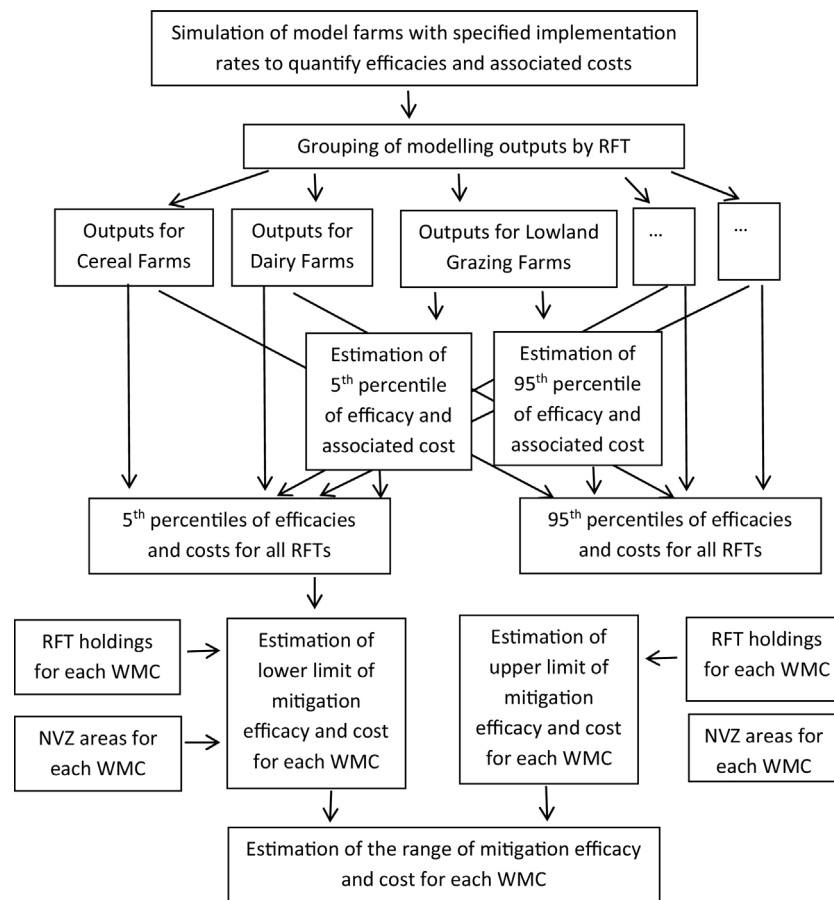 Simulation of model farms with specified implementation
rates to quantify efficacies and associated costs
Grouping of modelling outputs by RFT
Outputs for
Cereal Farms
Outputs for
Dairy Farms
Outputs for Lowland
Grazing Farms
...
...
Estimation of
5th percentile
of efficacy and
associated cost
Estimation of
95th percentile
of efficacy and
associated cost
5th percentiles of efficacies
and costs for all RFTs
95th percentiles of efficacies
and costs for all RFTs
RFT holdings
for each WMC
NVZ areas for
each WMC
Estimation of
lower limit of
mitigation
efficacy and cost
for each WMC
Estimation of
upper limit of
mitigation
efficacy and cost
for each WMC
RFT holdings
for each WMC
NVZ areas for
each WMC
Estimation of the range of mitigation efficacy
and cost for each WMC